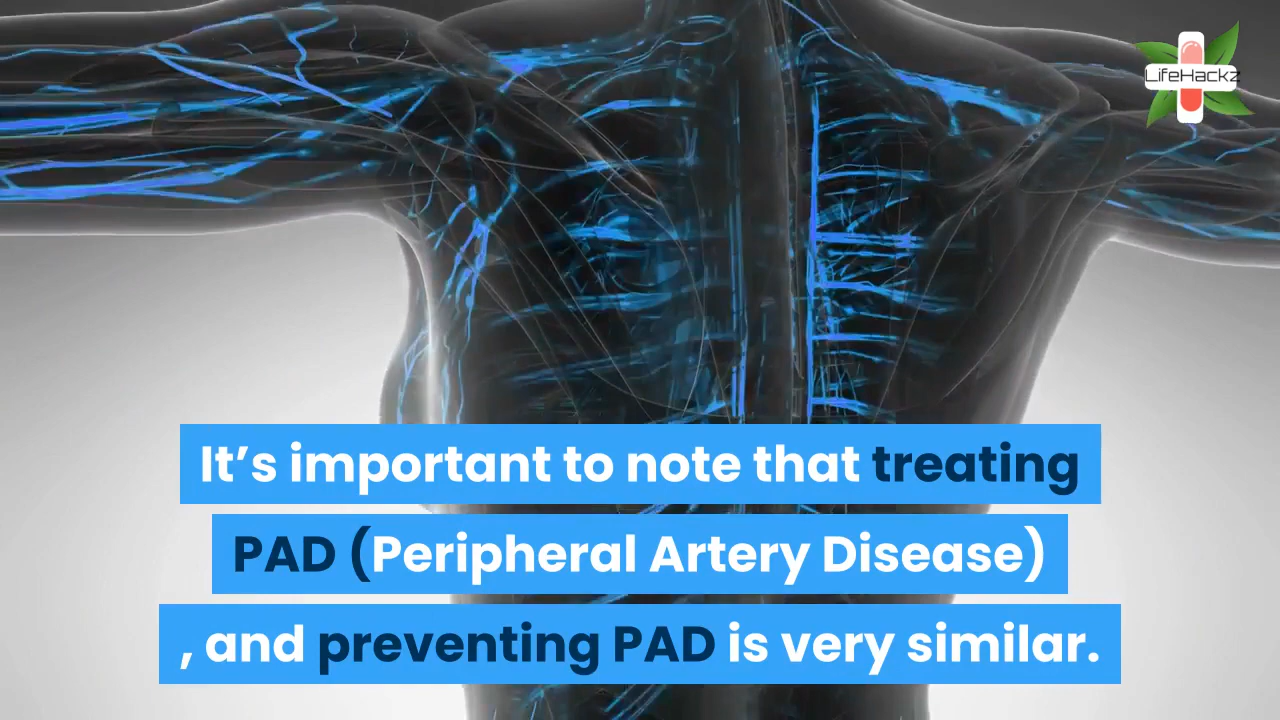 LifeHackz
It’s important to note that treating
PAD (Peripheral Artery Disease)
, and preventing PAD is very similar.